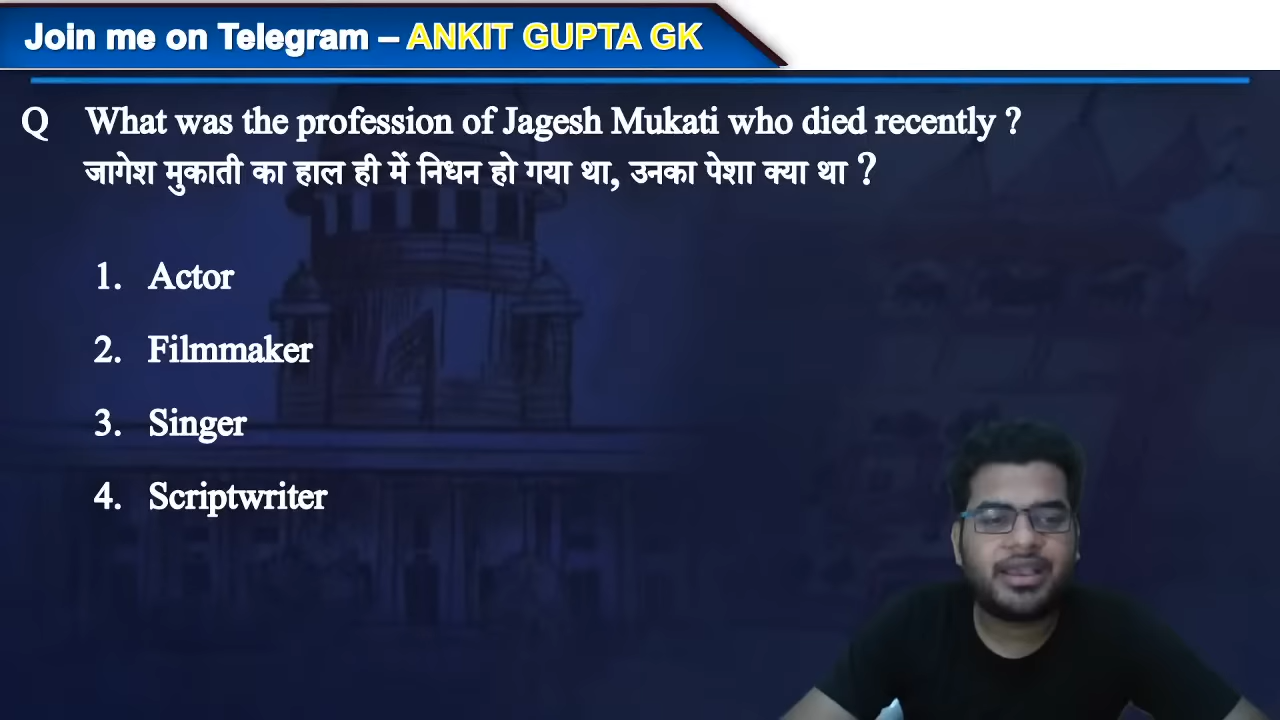 Join me on Telegram – ANKIT GUPTA GK
Q What was the profession of Jagesh Mukati who died recently ?
जागेश मुकाती का हाल ही में निधन हो गया था, उनका पेशा क्या था ?
1. Actor
2. Filmmaker
3. Singer
4. Scriptwriter